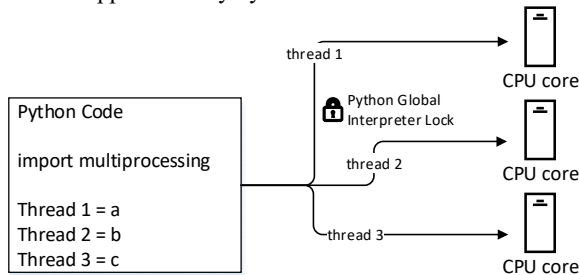 thread 1
CPU core
Python Code
import multiprocessing
Thread 1 = a
Thread 2 = b
Thread 3 = c
Python Global
Interpreter Lock
thread 2
CPU core
thread 3
CPU core